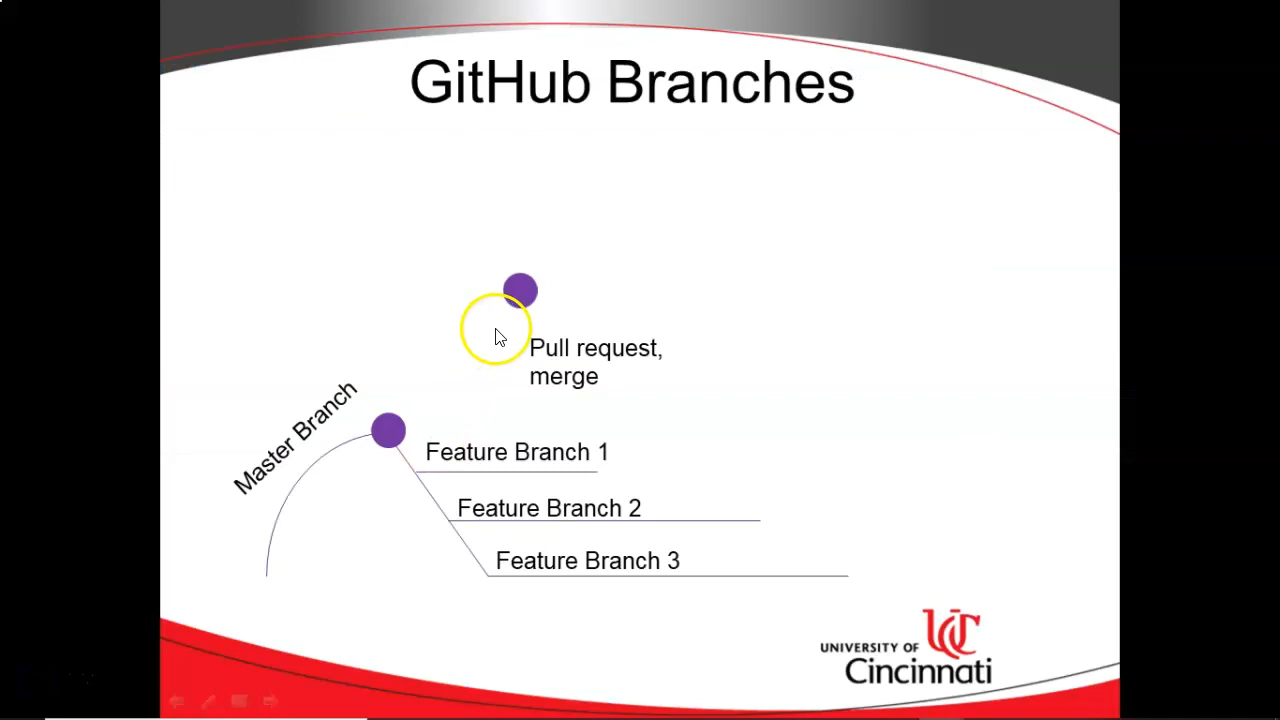 GitHub Branches
Pull request,
merge
Master Branch
Feature Branch 1
Feature Branch 2
Feature Branch 3
UC
UNIVERSITY OF
Cincinnati